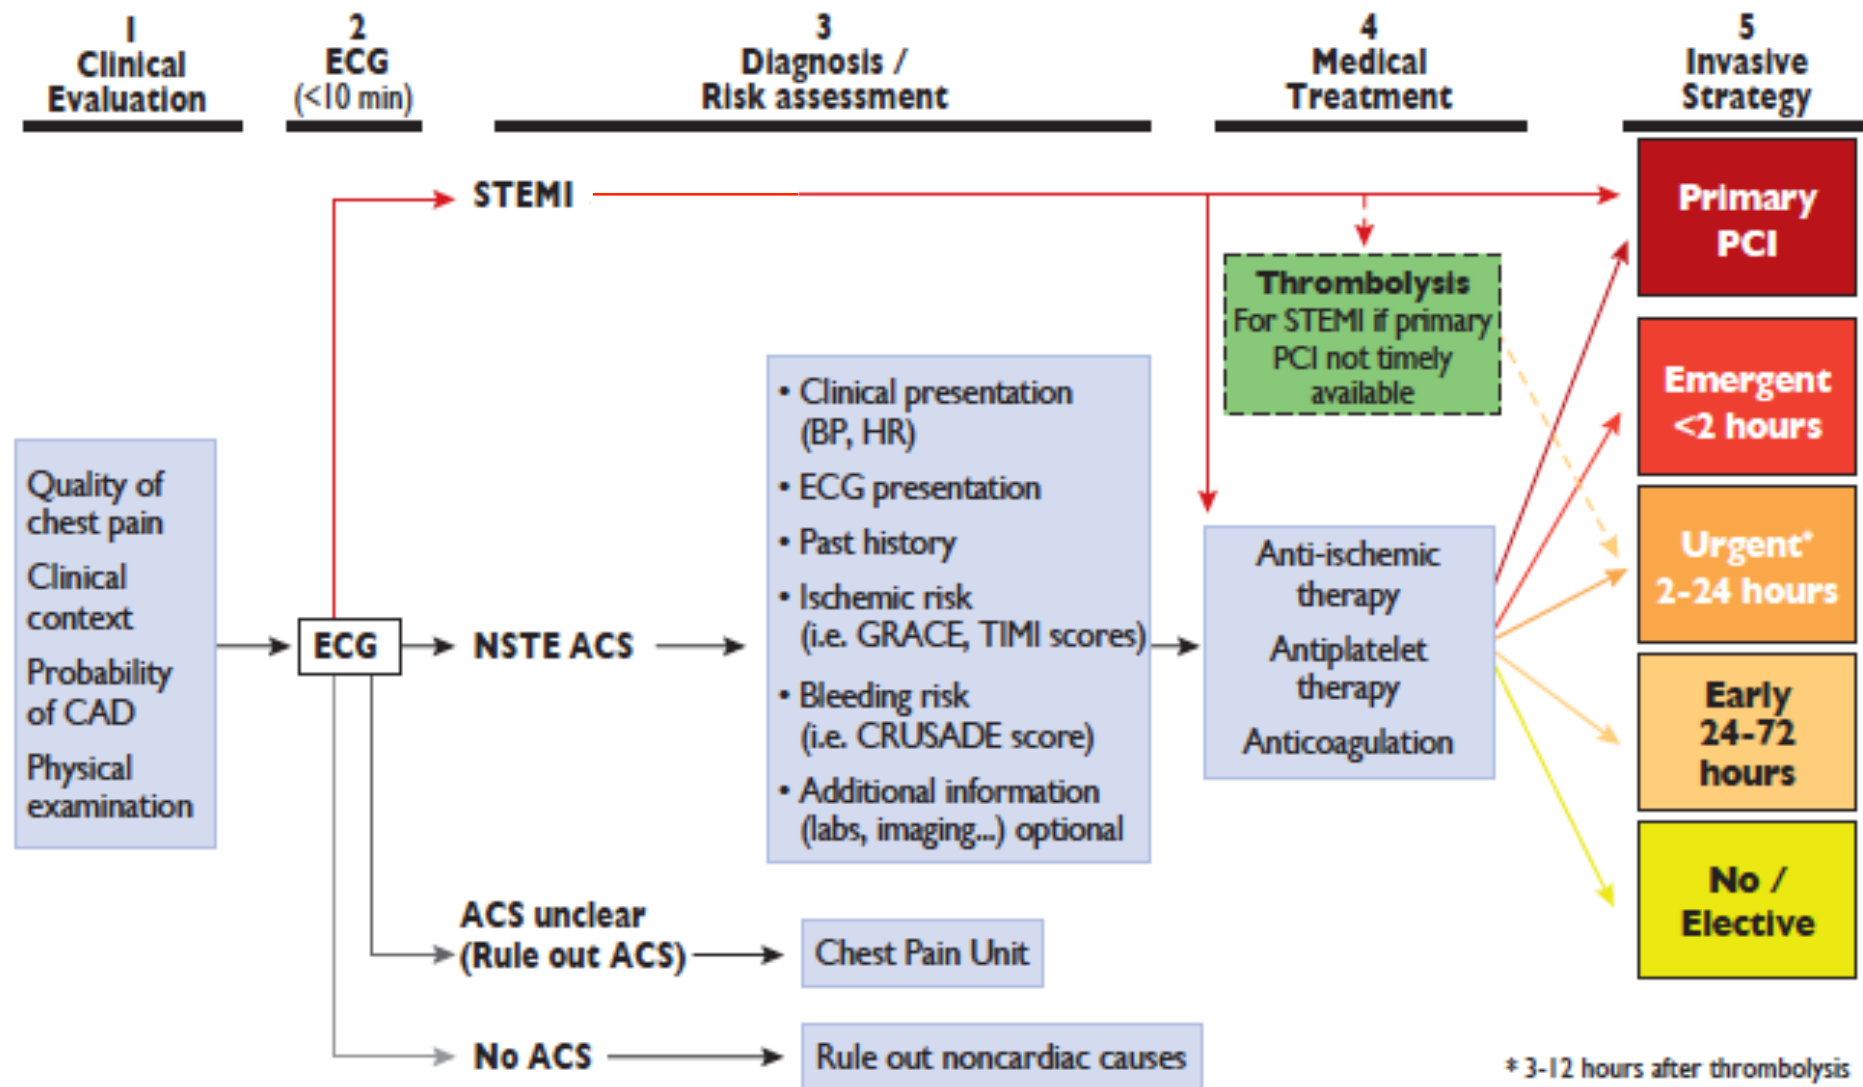 1
Clinical
Evaluation
2
ECG
(<10 min)
3
Diagnosis /
Risk assessment
4
Medical
Treatment
5
Invasive
Strategy
STEMI
Primary
PCI
Thrombolysis
For STEMI if primary
PCI not timely
available
Emergent
<2 hours
Quality of
chest pain
Clinical
context
Probability
of CAD
Physical
examination
ECG
NSTE ACS
• Clinical presentation
(BP, HR)
• ECG presentation
• Past history
• Ischemic risk
(i.e. GRACE, TIMI scores)
• Bleeding risk
(i.e. CRUSADE score)
• Additional information
(labs, imaging...) optional
Anti-ischemic
therapy
Antiplatelet
therapy
Anticoagulation
Urgent*
2-24 hours
Early
24-72
hours
No /
Elective
ACS unclear
(Rule out ACS)
Chest Pain Unit
No ACS
Rule out noncardiac causes
* 3-12 hours after thrombolysis